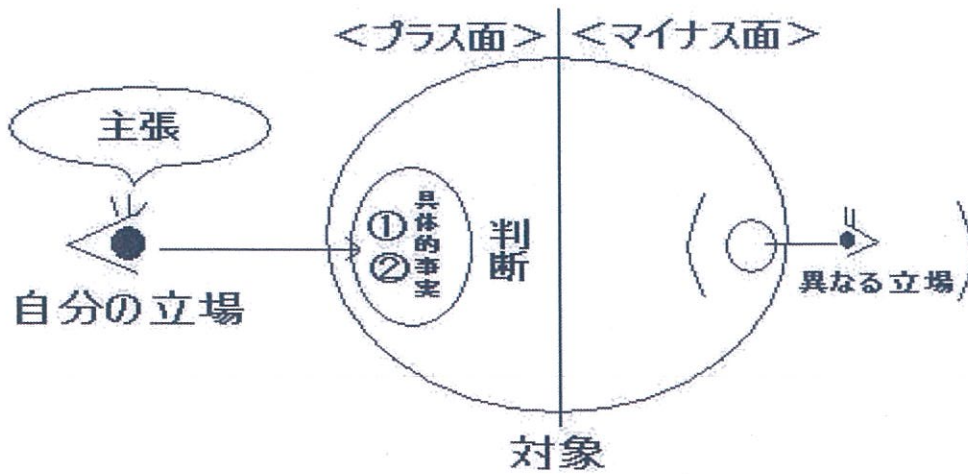 ＜プラス面＞
＜マイナス面＞
主張
①
②
具体的事実
判断
自分の立場
異なる立場
対象